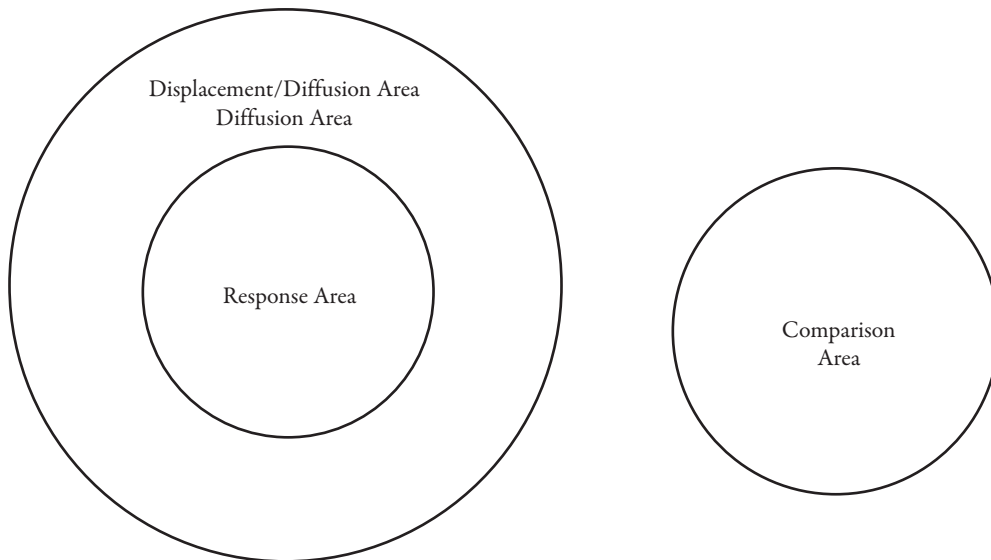 Displacement/Diffusion Area
Diffusion Area
Response Area
Comparison
Area